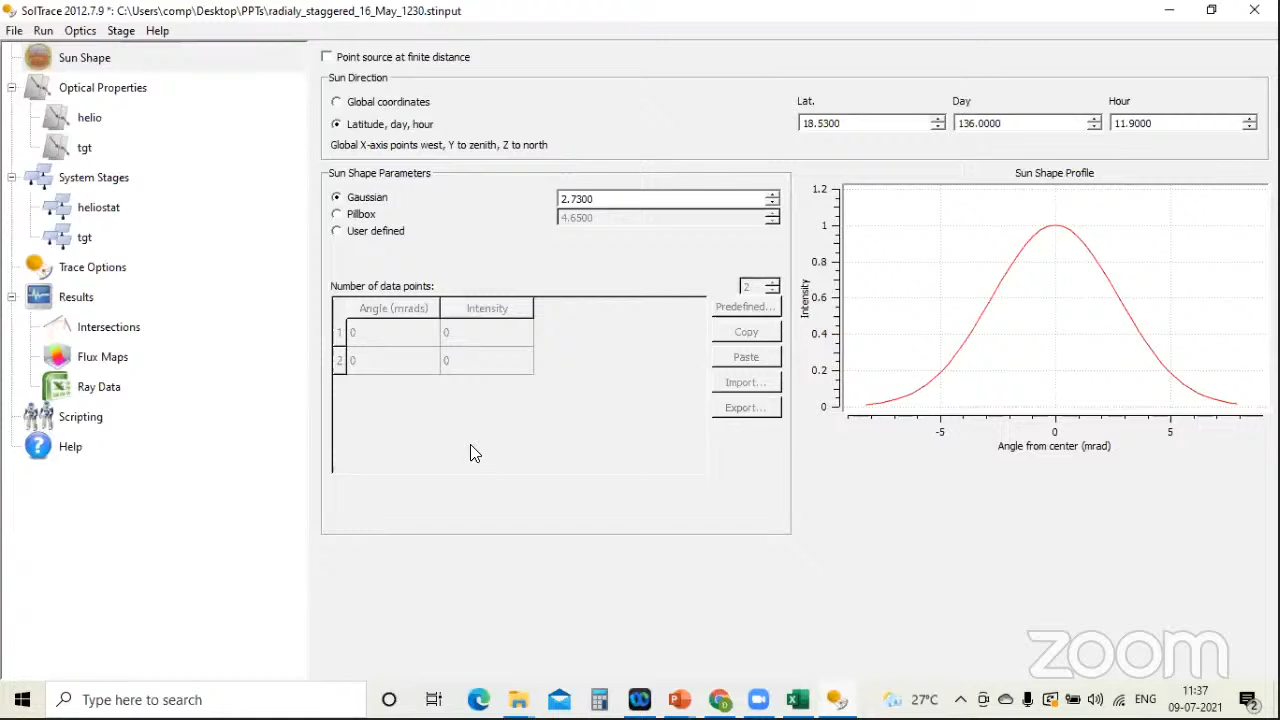 SolTrace 2012.7.9 *: C:\Users\comp\Desktop\PPTs\radialy_staggered_16_May_1230.stinput
File Run Optics Stage Help
Sun Shape
Optical Properties
helio
tgt
System Stages
heliostat
tgt
Trace Options
Results
Intersections
Flux Maps
Ray Data
Scripting
Help
Point source at finite distance
Sun Direction
Global coordinates
Latitude, day, hour
Global X-axis points west, Y to zenith, Z to north
Lat. Day Hour
18.5300 136.0000 11.9000
Sun Shape Parameters
Gaussian 2.7300
Pillbox 4.6500
User defined
Number of data points: 2
Angle (mrads) Intensity
1 0 0
2 0 0
Predefined...
Copy
Paste
Import...
Export...
Sun Shape Profile
Intensity
1.2
1
0.8
0.6
0.4
0.2
0
-5 0 5
Angle from center (mrad)
zoom
Type here to search
27°C
ENG
11:37
09-07-2021
2